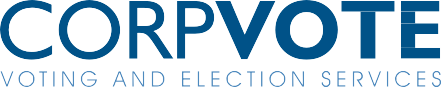 CORPVOTE
VOTING AND ELECTION SERVICES